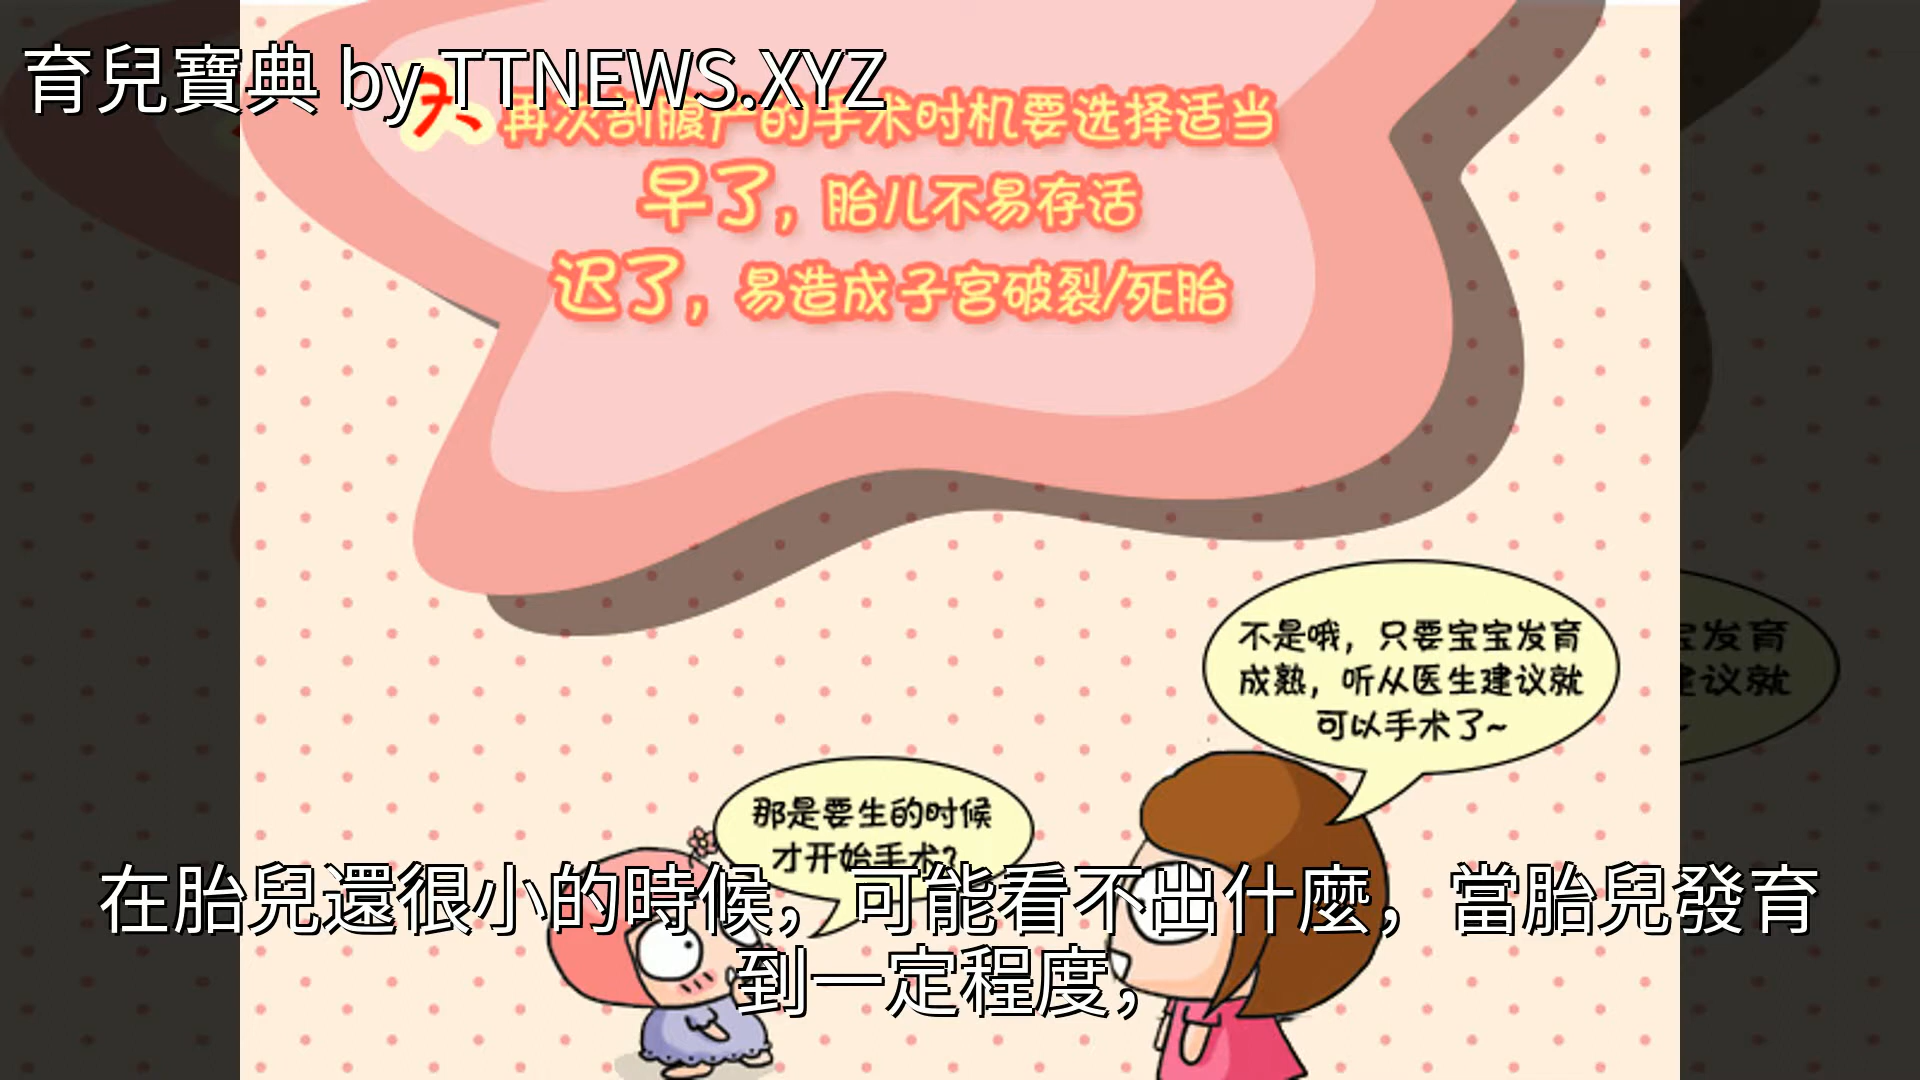 育兒寶典 by TTNEWS.XYZ
再次剖腹产的手术时机要选择适当
早了，胎儿不易存活
迟了，易造成子宫破裂/死胎
不是哦，只要宝宝发育
成熟，听从医生建议就
可以手术了~
那是要生的时候
才开始手术？
在胎兒還很小的時候，可能看不出什麼，當胎兒發育
到一定程度，